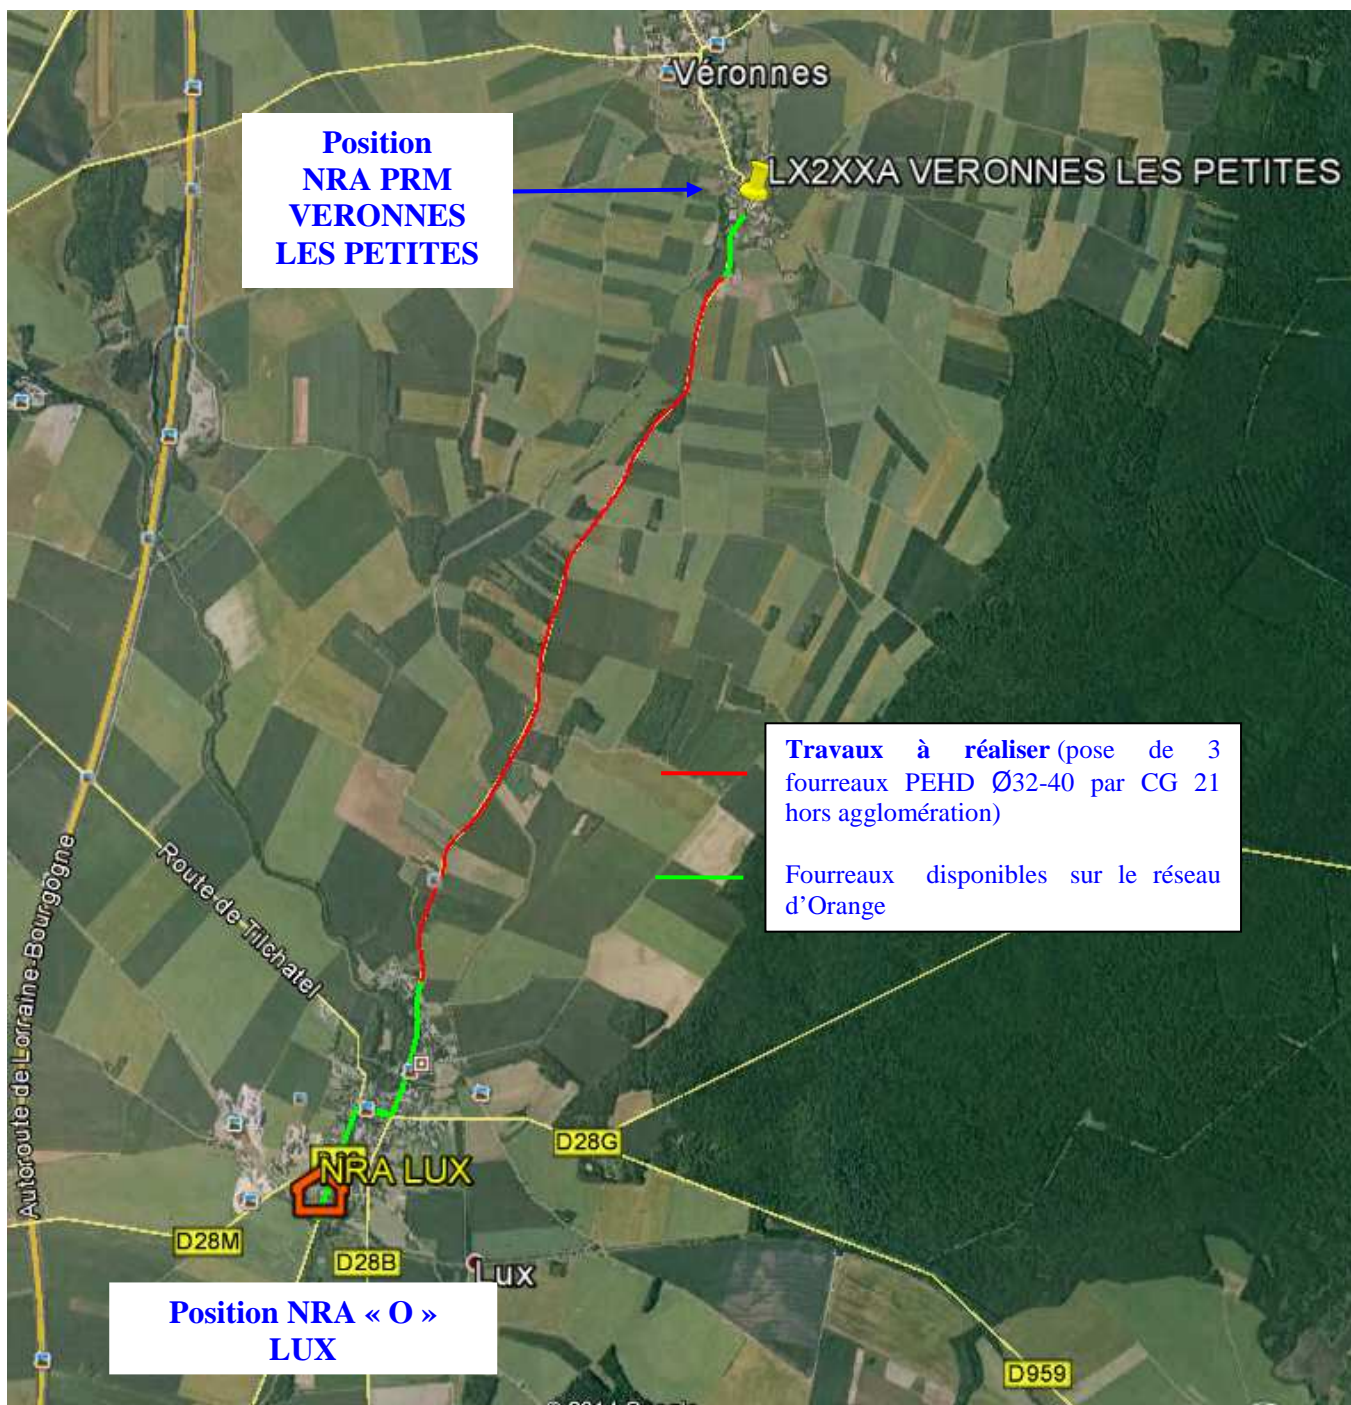 Véronnes
Position
NRA PRM
VERONNES
LES PETITES
LX2XXA VERONNES LES PETITES
Travaux à réaliser (pose de 3
fourreaux PEHD Ø32-40 par CG 21
hors agglomération)
Fourreaux disponibles sur le réseau
d’Orange
Route de Tilchatel
Autoroute de Lorraine-Bourgogne
D28G
NRA LUX
D28M
D28B
Lux
Position NRA « O »
LUX
D959